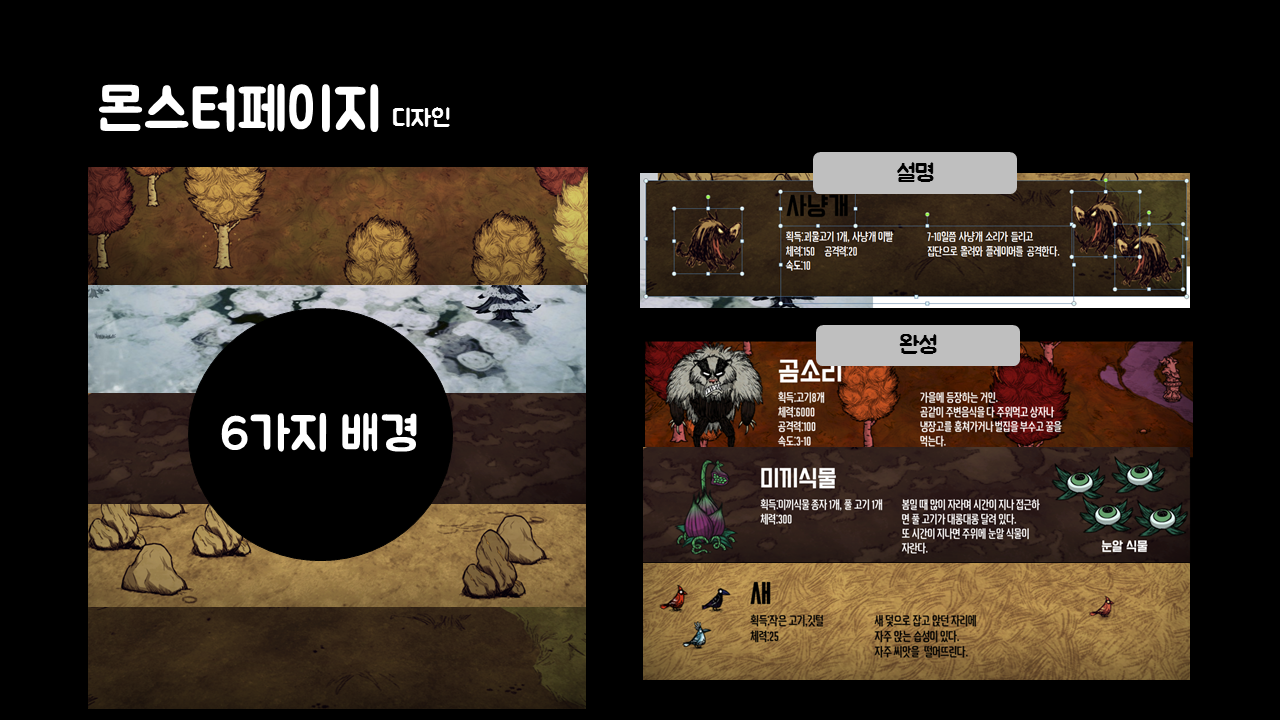 몬스터페이지 디자인
6가지 배경
설명
사냥개
획득:괴물고기 1개, 사냥개 이빨
체력:150 공격력:20
속도:10
7-10일쯤 사냥개 소리가 들리고
집단으로 몰려와 플레이어를 공격한다.
완성
곰소리
획득:고기8개
체력:6000
공격력:100
속도:3-10
가을에 등장하는 거인.
곰같이 주변음식을 다 주워먹고 상자나
냉장고를 훔쳐가거나 벌집을 부수고 꿀을
먹는다.
미끼식물
획득:미끼식물 종자 1개, 풀 고기 1개
체력:300
봄일 때 많이 자라며 시간이 지나 접근하
면 풀 고기가 대롱대롱 달려 있다.
또 시간이 지나면 주위에 눈알 식물이
자란다.
눈알 식물
새
획득:작은 고기,깃털
체력:25
새 덫으로 잡고 앉던 자리에
자주 앉는 습성이 있다.
자주 씨앗을 떨어뜨린다.